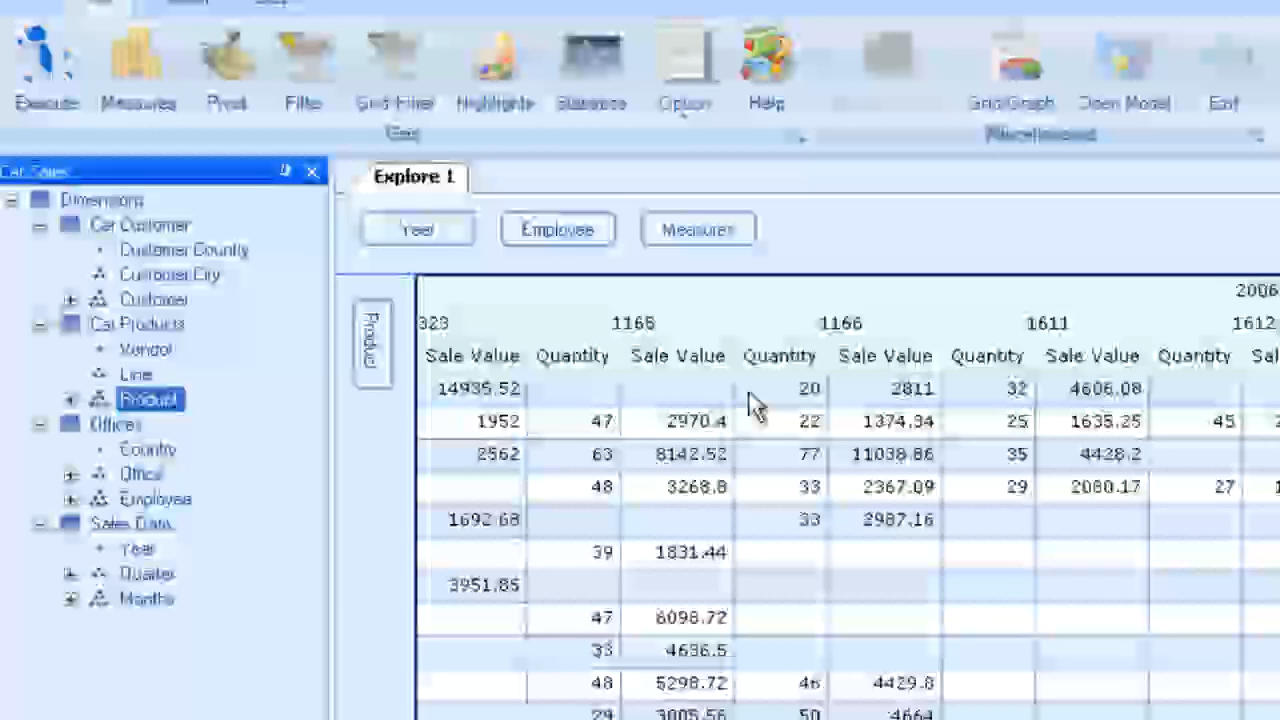 Execute Measures Pivot Filter Grid Filter Highlights Statistics Option Help Grid/Graph Open Model Exit
Miscellaneous
Car Sales
Dimensions
Car Customer
Customer Country
Customer City
Customer
Car Products
Vendor
Line
Product
Offices
Country
Office
Employee
Sales Data
Year
Quarter
Months
Explore 1
Year Employee Measures
Product
2006
323 1165 1166 1611 1612
Sale Value Quantity Sale Value Quantity Sale Value Quantity Sale Value Quantity Sal
14935.52 20 2811 32 4606.08
1952 47 2970.4 22 1374.34 25 1635.25 45
2562 63 8142.52 77 11038.86 35 4428.2
48 3268.8 33 2367.09 29 2080.17 27
1692.68 33 2987.16
39 1831.44
3951.85
47 6098.72
33 4636.5
48 5298.72 46 4429.8
29 3005.56 50 4664